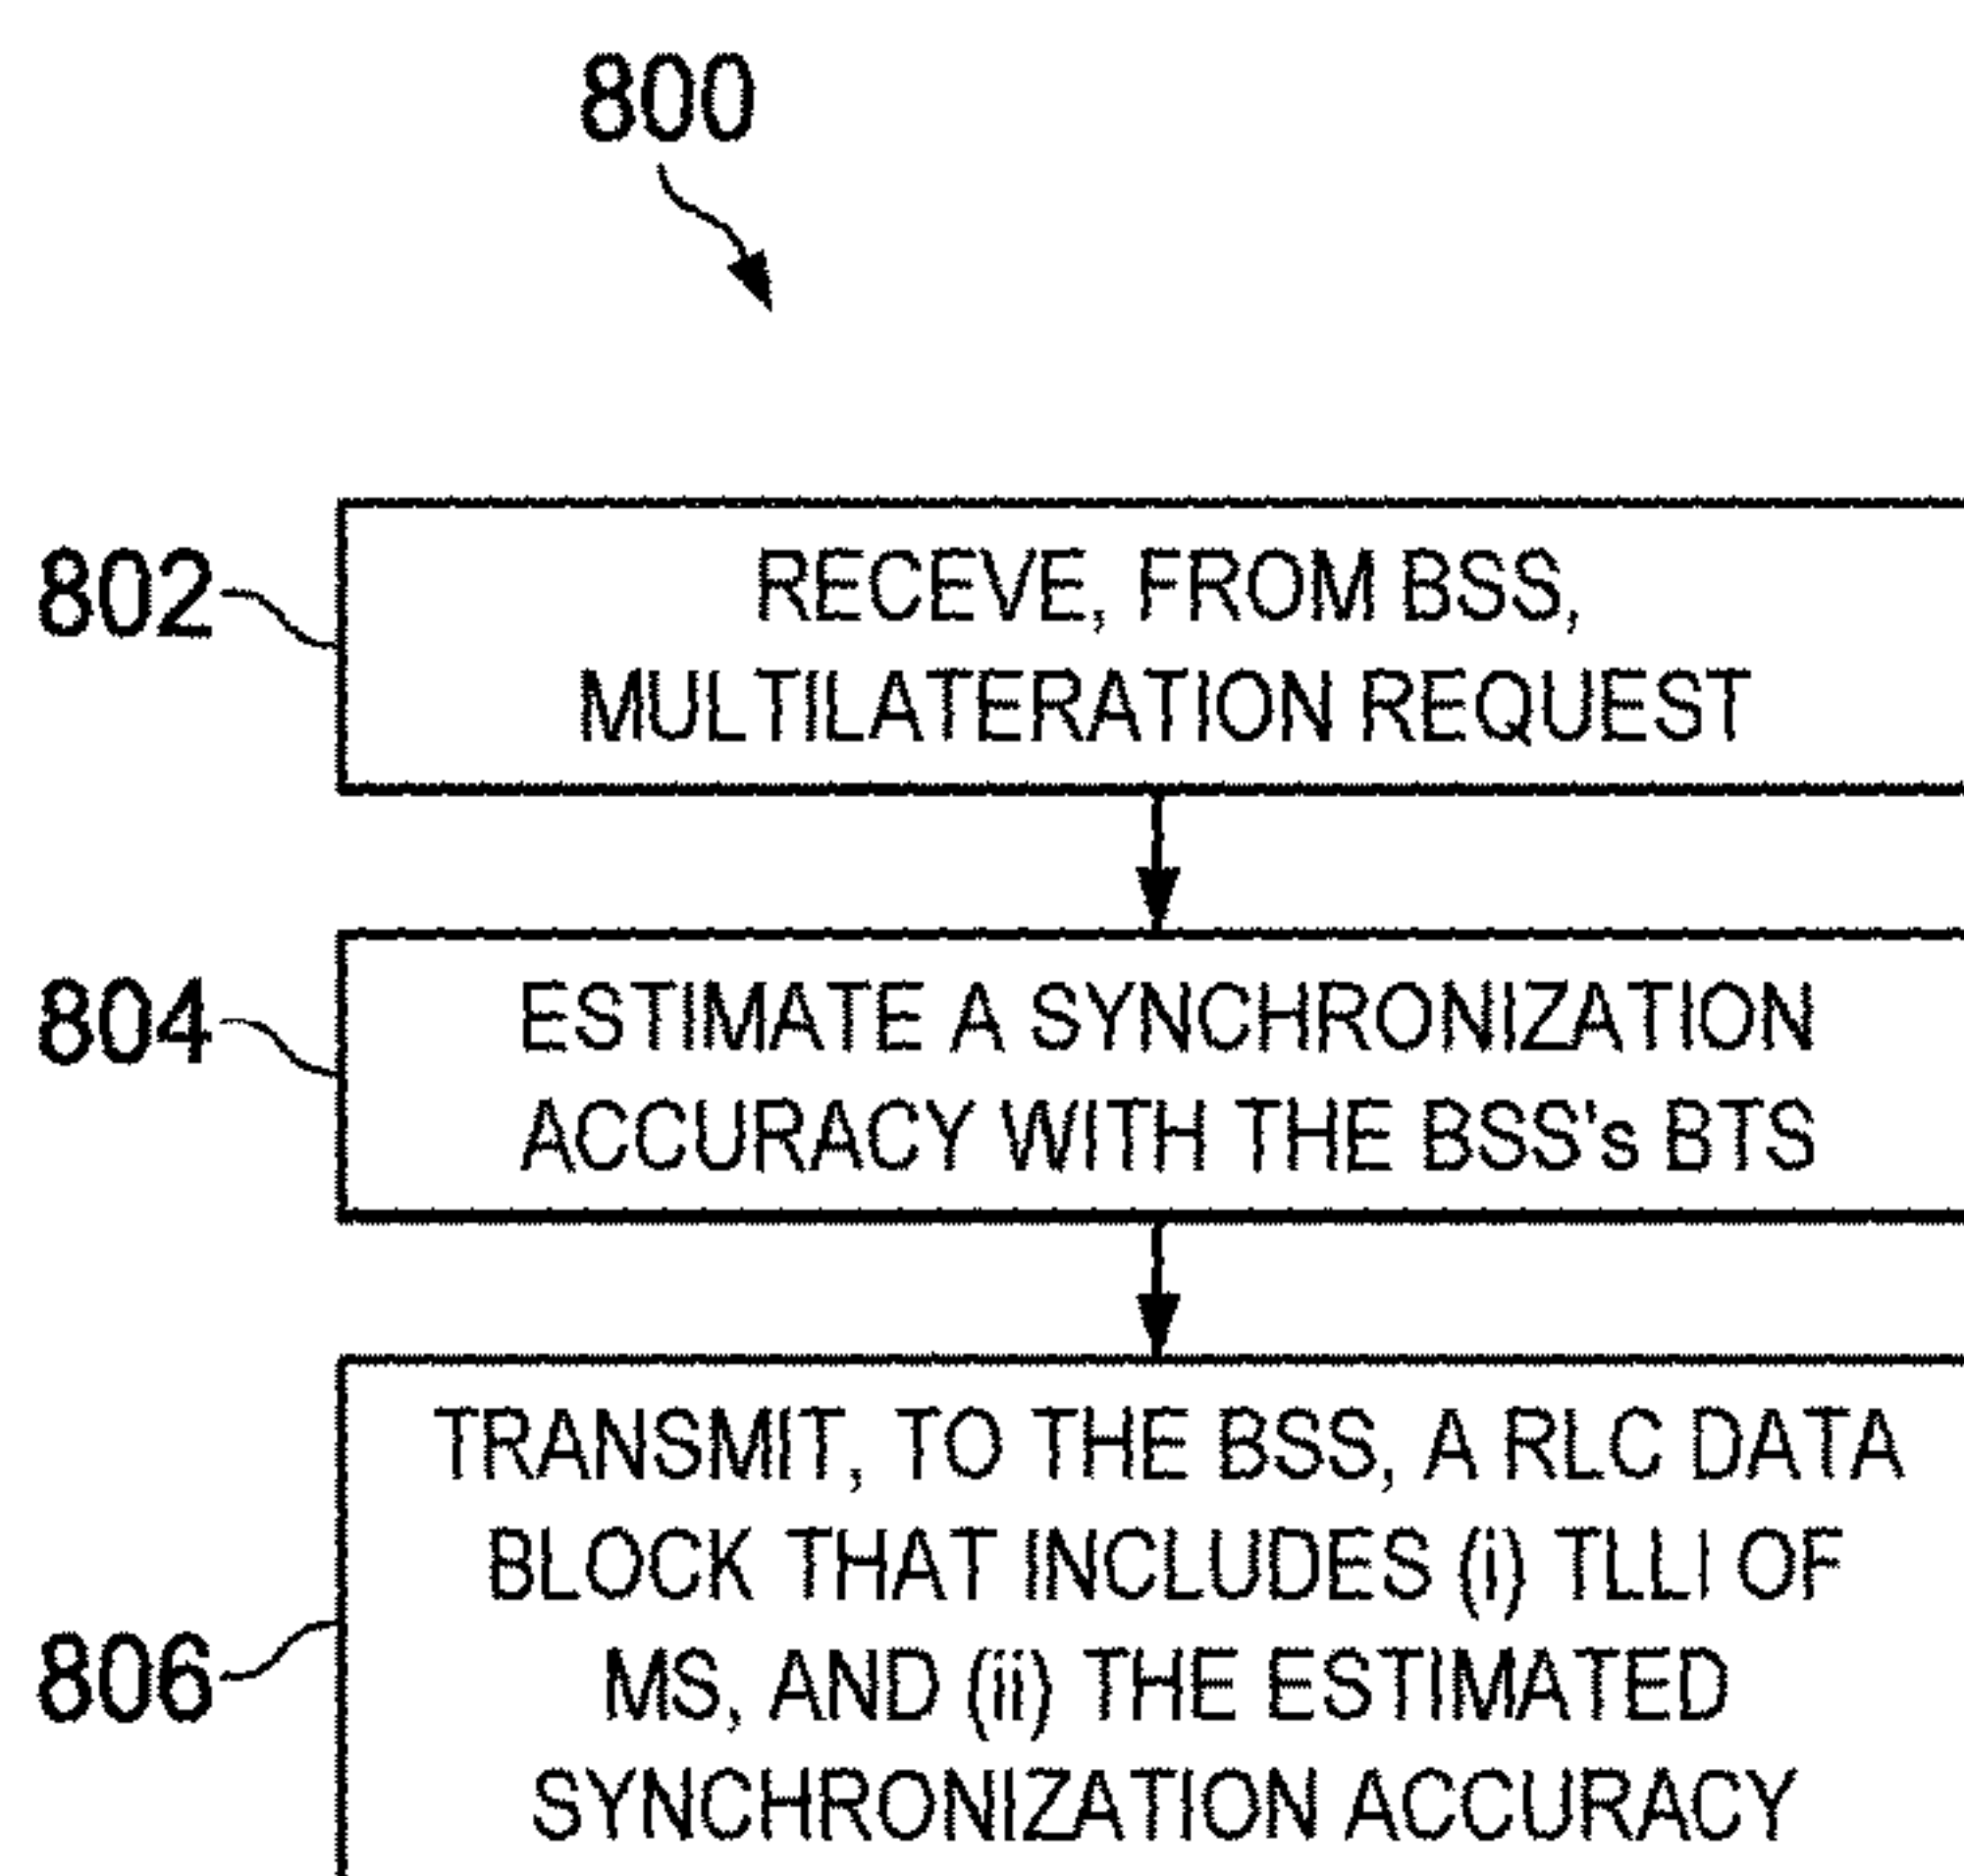 800
802
RECEVE, FROM BSS,
MULTILATERATION REQUEST
804
ESTIMATE A SYNCHRONIZATION
ACCURACY WITH THE BSS's BTS
806
TRANSMIT, TO THE BSS, A RLC DATA
BLOCK THAT INCLUDES (i) TLLI OF
MS, AND (ii) THE ESTIMATED
SYNCHRONIZATION ACCURACY